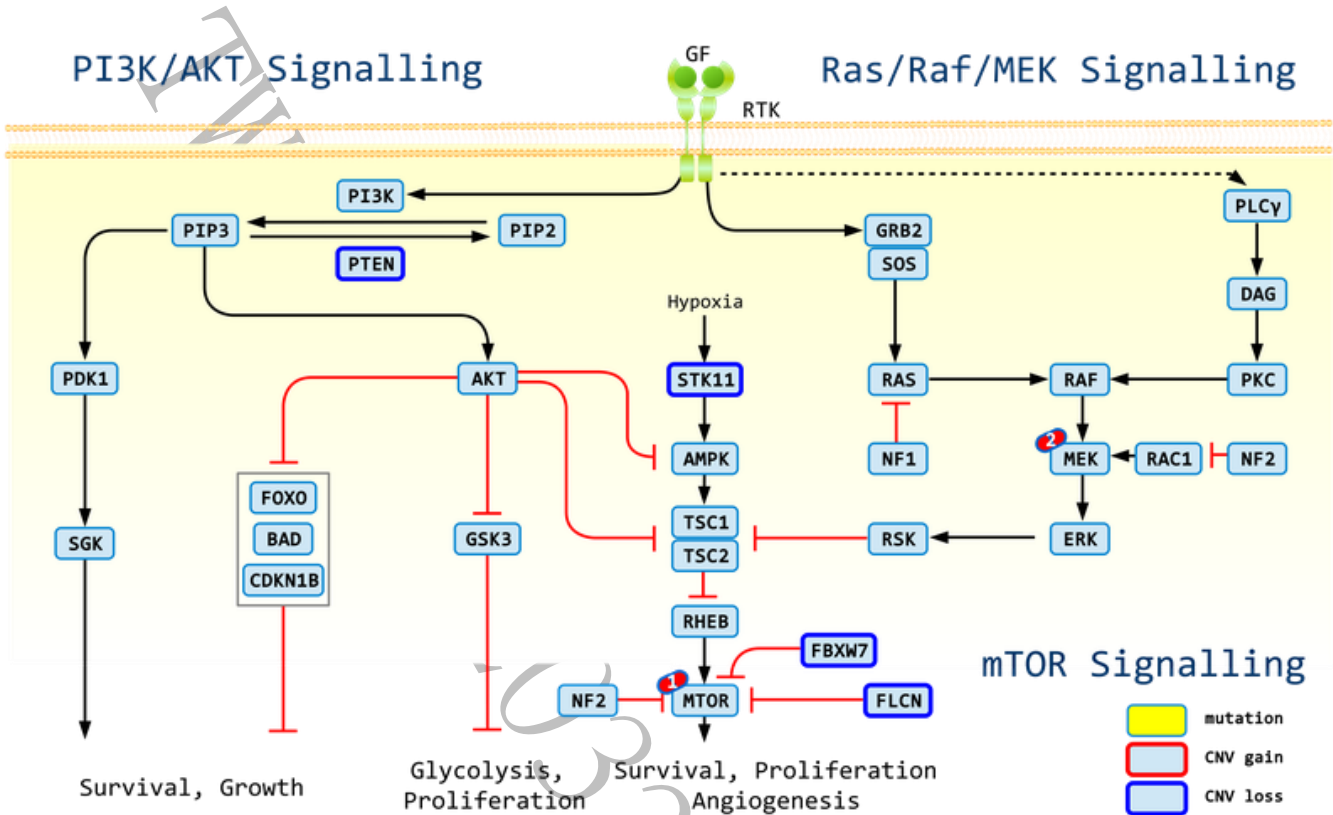 PI3K/AKT Signalling
GF
Ras/Raf/MEK Signalling
RTK
PI3K
PLCγ
PIP3
PIP2
GRB2
PTEN
SOS
DAG
Hypoxia
PDK1
AKT
STK11
RAS
RAF
PKC
2
AMPK
NF1
MEK
RAC1
NF2
FOXO
TSC1
SGK
BAD
GSK3
TSC2
RSK
ERK
CDKN1B
RHEB
FBXW7
mTOR Signalling
1
NF2
MTOR
FLCN
mutation
CNV gain
CNV loss
Survival, Growth
Glycolysis,
Proliferation
Survival, Proliferation
Angiogenesis